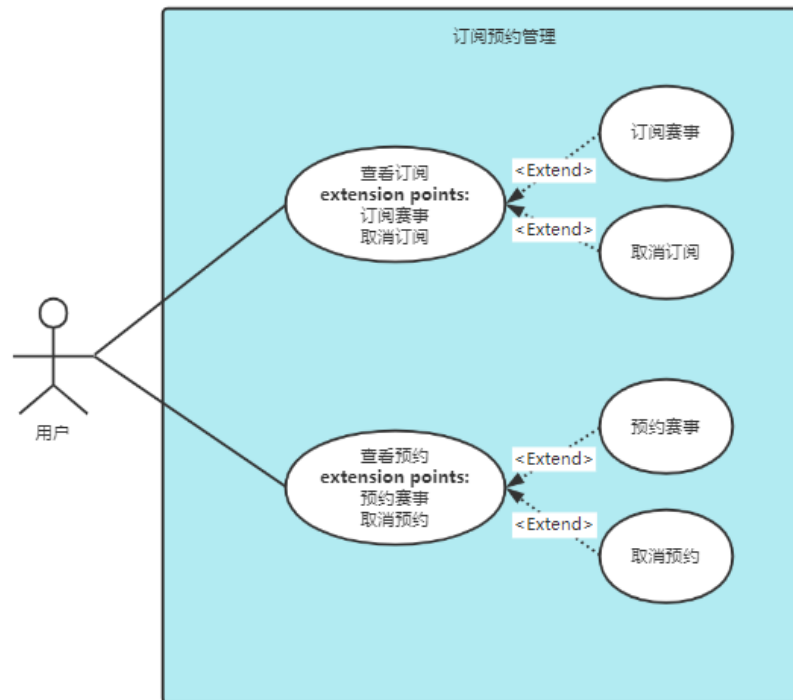 订阅预约管理
订阅赛事
<Extend>
查看订阅
extension points:
订阅赛事
取消订阅
<Extend>
取消订阅
用户
预约赛事
<Extend>
查看预约
extension points:
预约赛事
取消预约
<Extend>
取消预约